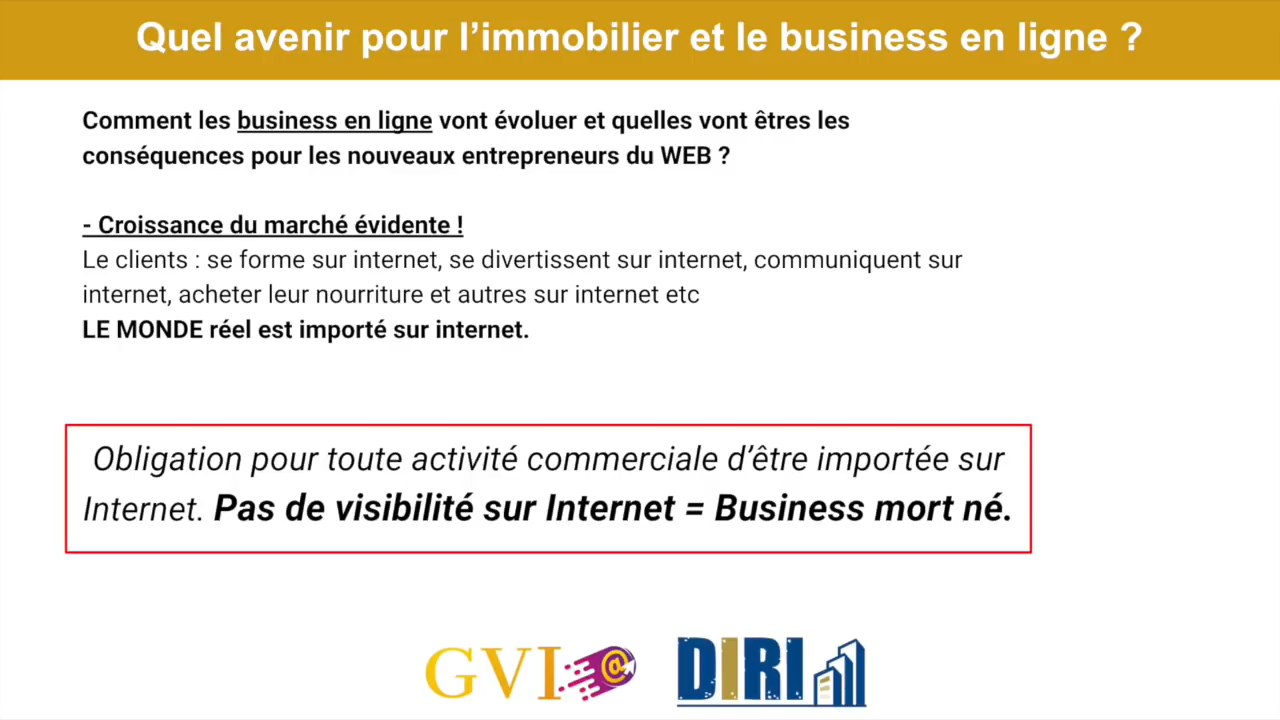 Quel avenir pour l’immobilier et le business en ligne ?
Comment les business en ligne vont évoluer et quelles vont êtres les
conséquences pour les nouveaux entrepreneurs du WEB ?
- Croissance du marché évidente !
Le clients : se forme sur internet, se divertissent sur internet, communiquent sur
internet, acheter leur nourriture et autres sur internet etc
LE MONDE réel est importé sur internet.
Obligation pour toute activité commerciale d’être importée sur
Internet. Pas de visibilité sur Internet = Business mort né.
GVI@ DIRI